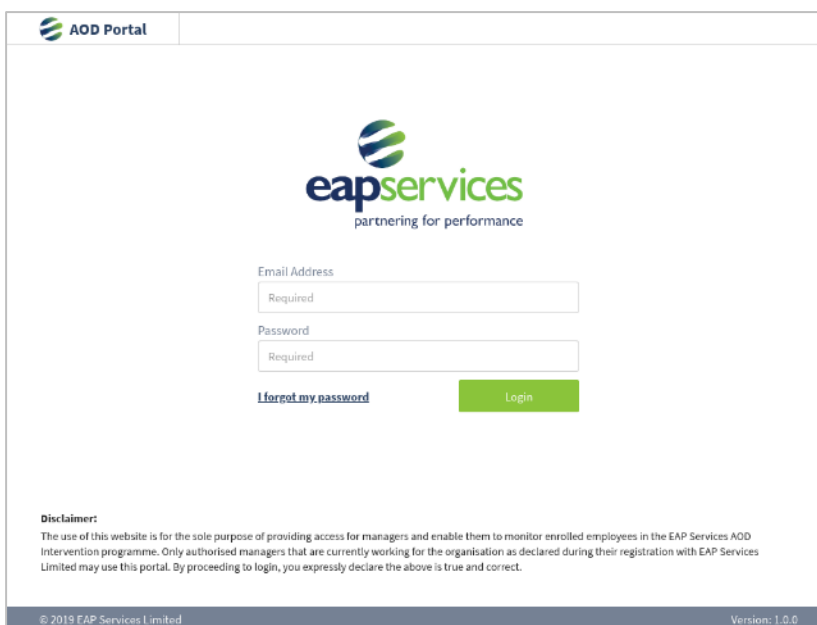 AOD Portal
eapservices
partnering for performance
Email Address
Required
Password
Required
I forgot my password
Login
Disclaimer:
The use of this website is for the sole purpose of providing access for managers and enable them to monitor enrolled employees in the EAP Services AOD
Intervention programme. Only authorised managers that are currently working for the organisation as declared during their registration with EAP Services
Limited may use this portal. By proceeding to login, you expressly declare the above is true and correct.
© 2019 EAP Services Limited
Version: 1.0.0